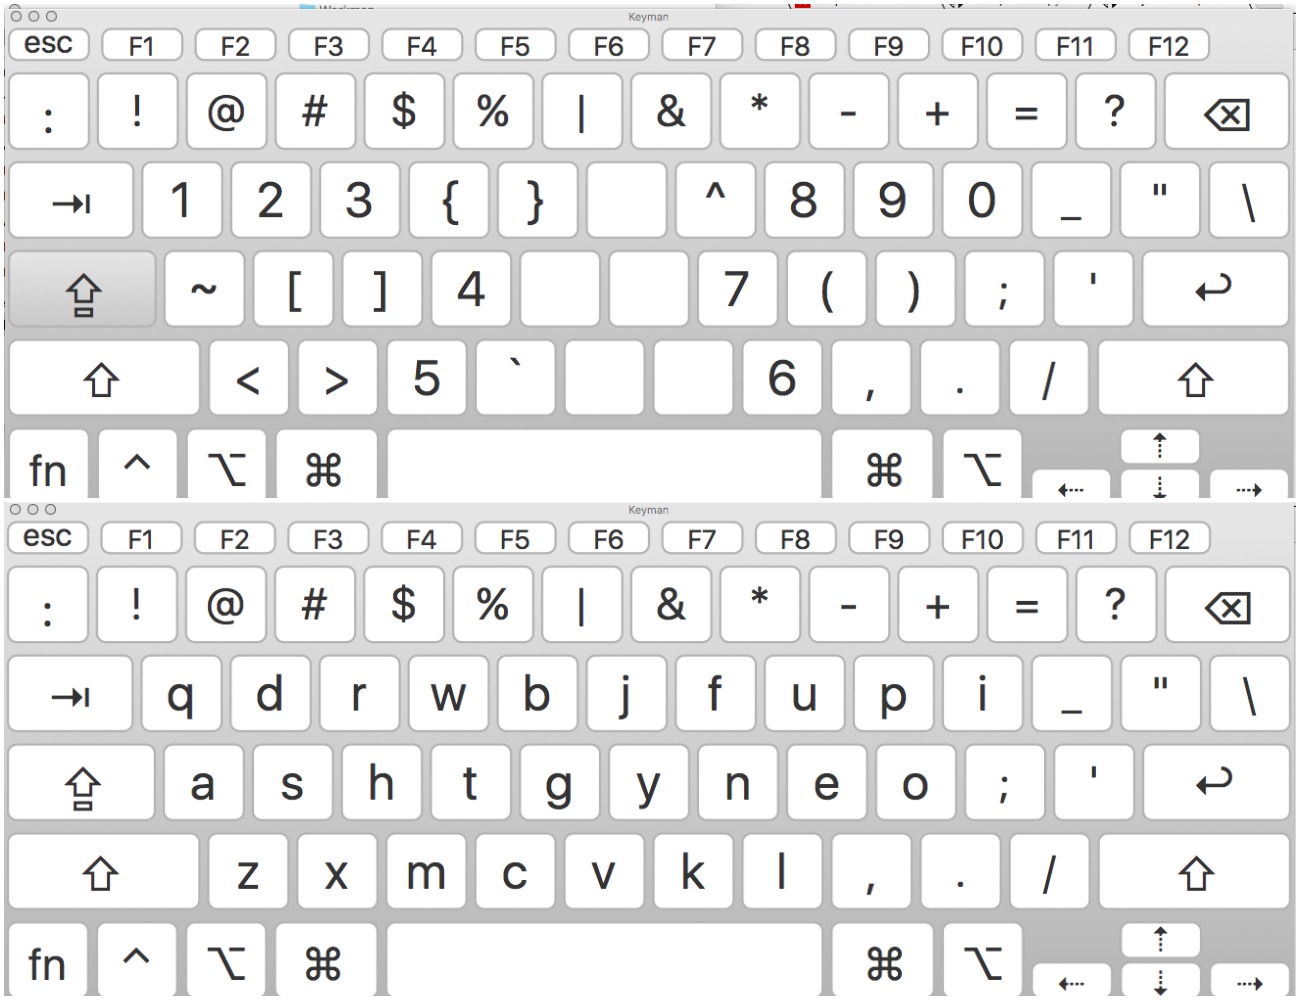 Keyman
esc F1 F2 F3 F4 F5 F6 F7 F8 F9 F10 F11 F12
: ! @ # $ % | & * - + = ? ⌫
⇥ 1 2 3 { } ^ 8 9 0 _ " \
⇪ ~ [ ] 4 7 ( ) ; ' ↩
⇧ < > 5 ` 6 , . / ⇧
fn ^ ⌥ ⌘ ⌘ ⌥ ⇠ ⇡ ⇣ ⇢
Keyman
esc F1 F2 F3 F4 F5 F6 F7 F8 F9 F10 F11 F12
: ! @ # $ % | & * - + = ? ⌫
⇥ q d r w b j f u p i _ " \
⇪ a s h t g y n e o ; ' ↩
⇧ z x m c v k l , . / ⇧
fn ^ ⌥ ⌘ ⌘ ⌥ ⇠ ⇡ ⇣ ⇢